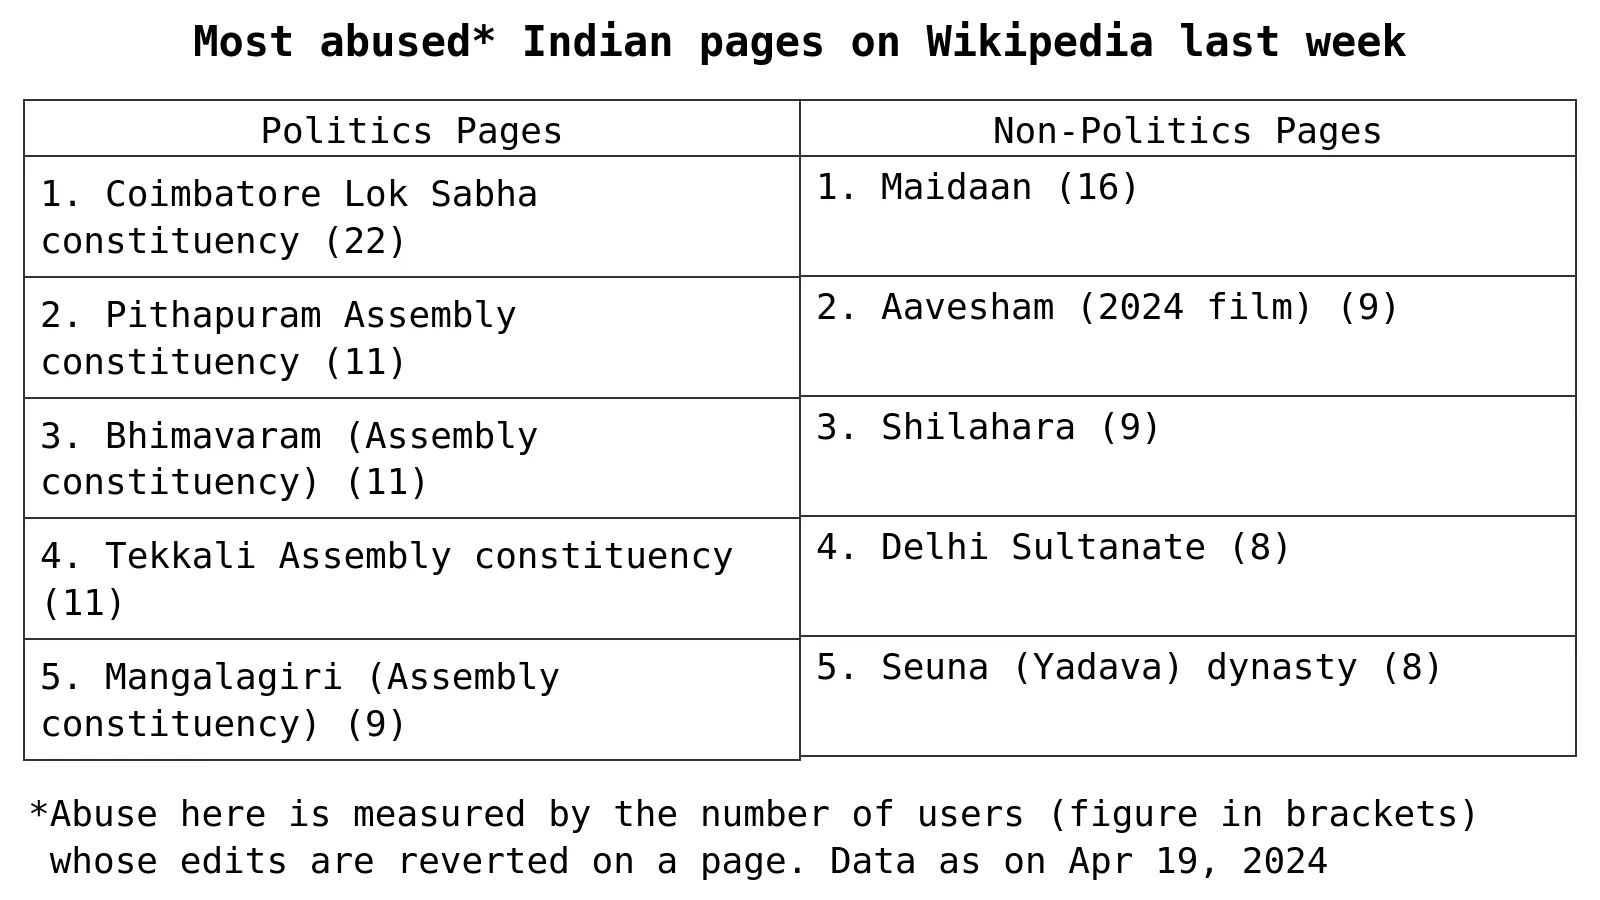 Most abused* Indian pages on Wikipedia last week
Politics Pages
1. Coimbatore Lok Sabha
constituency (22)
2. Pithapuram Assembly
constituency (11)
3. Bhimavaram (Assembly
constituency) (11)
4. Tekkali Assembly constituency
(11)
5. Mangalagiri (Assembly
constituency) (9)
Non-Politics Pages
1. Maidaan (16)
2. Aavesham (2024 film) (9)
3. Shilahara (9)
4. Delhi Sultanate (8)
5. Seuna (Yadava) dynasty (8)
*Abuse here is measured by the number of users (figure in brackets)
whose edits are reverted on a page. Data as on Apr 19, 2024